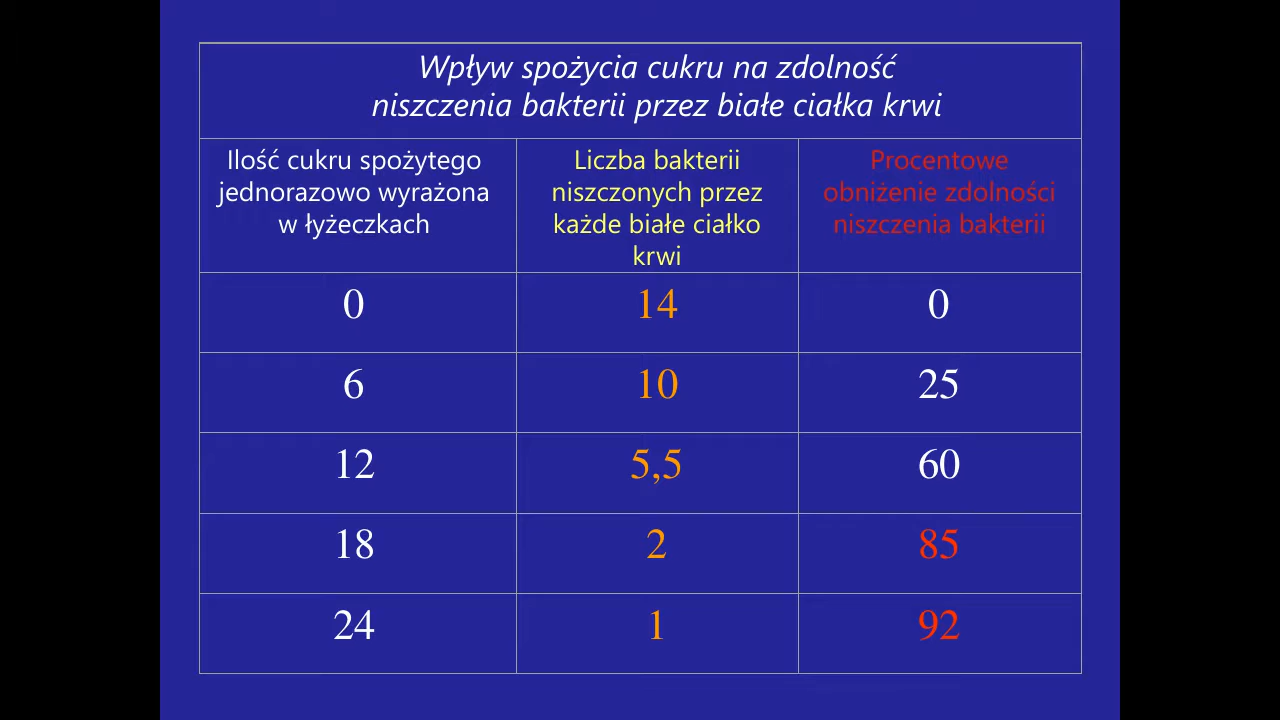 Wpływ spożycia cukru na zdolność
niszczenia bakterii przez białe ciałka krwi
Ilość cukru spożytego
jednorazowo wyrażona
w łyżeczkach
Liczba bakterii
niszczonych przez
każde białe ciałko
krwi
Procentowe
obniżenie zdolności
niszczenia bakterii
0 14 0
6 10 25
12 5,5 60
18 2 85
24 1 92